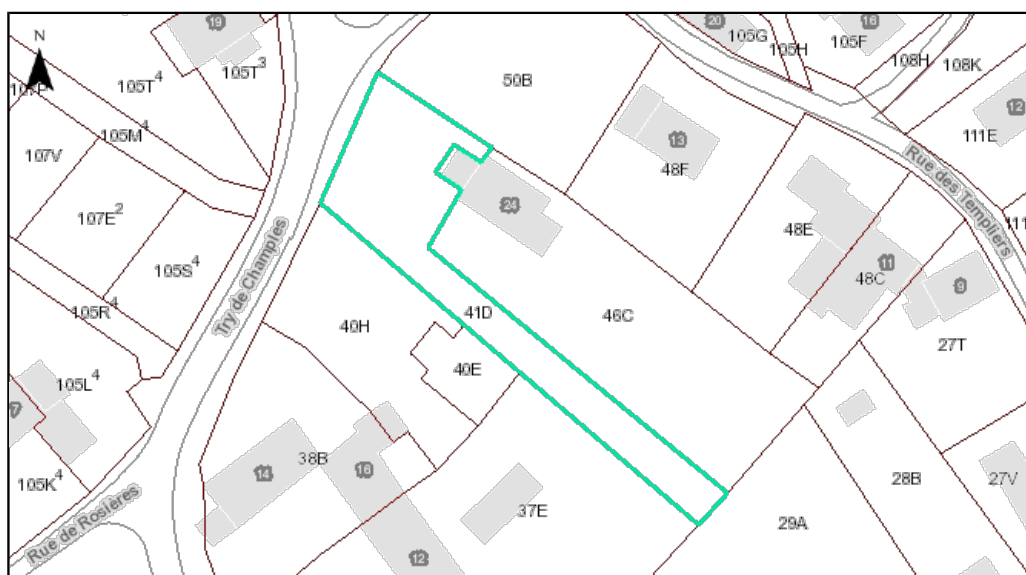 19
20
16
105G
105H
105F
108H
108K
N
105T³
105T⁴
50B
12
105M⁴
111E
107V
13
48F
Rue des Templiers
107E²
24
Try de Champles
48E
105S⁴
11
48C
9
105R⁴
41D
46C
40H
27T
40E
105L⁴
7
38B
16
14
105K⁴
28B
27V
37E
29A
Rue de Rosières
12